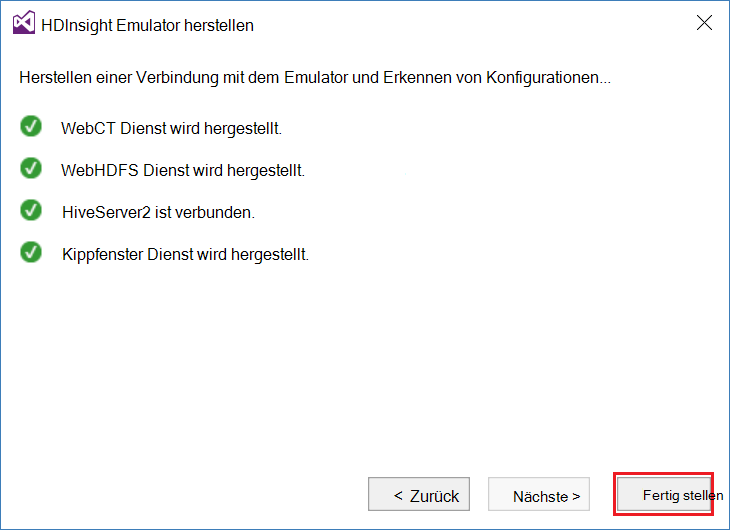 HDInsight Emulator herstellen
Herstellen einer Verbindung mit dem Emulator und Erkennen von Konfigurationen...
WebCT Dienst wird hergestellt.
WebHDFS Dienst wird hergestellt.
HiveServer2 ist verbunden.
Kippfenster Dienst wird hergestellt.
< Zurück Nächste > Fertig stellen